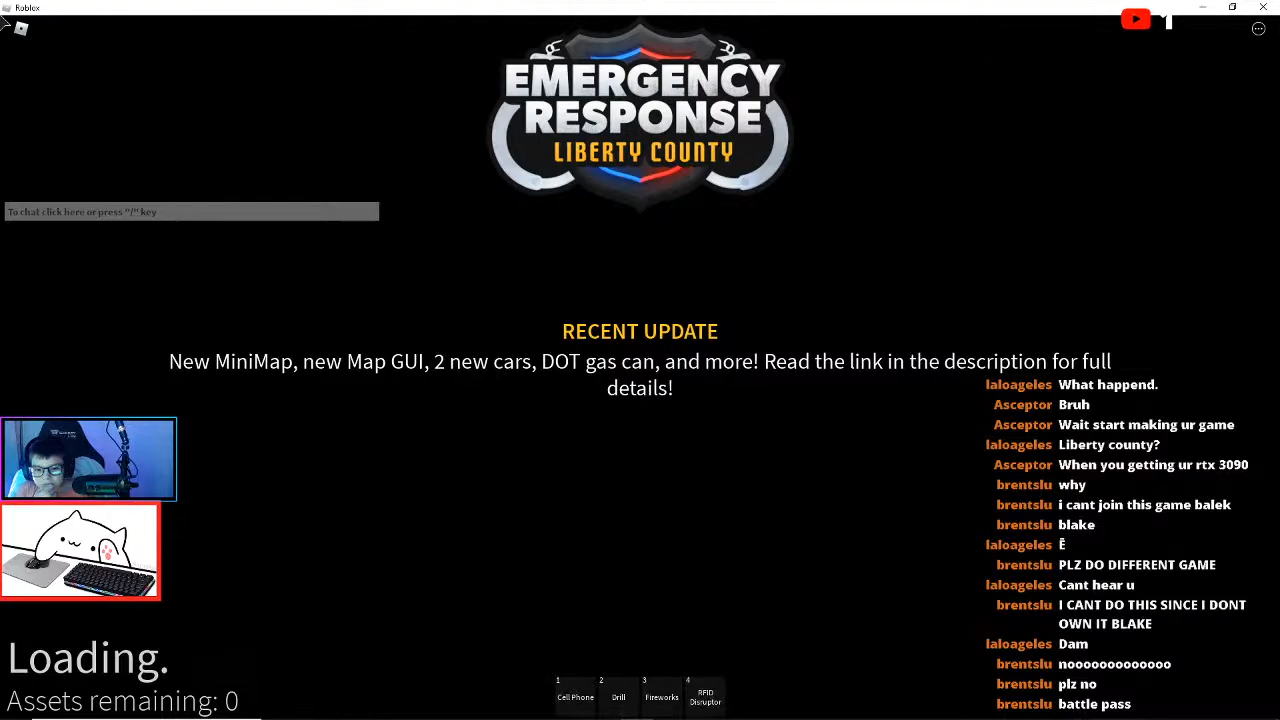 Roblox
EMERGENCY
RESPONSE
LIBERTY COUNTY
To chat click here or press "/" key
RECENT UPDATE
New MiniMap, new Map GUI, 2 new cars, DOT gas can, and more! Read the link in the description for full
details!
laloageles What happend.
Asceptor Bruh
Asceptor Wait start making ur game
laloageles Liberty county?
Asceptor When you getting ur rtx 3090
brentslu why
brentslu i cant join this game balek
brentslu blake
laloageles Ē
brentslu PLZ DO DIFFERENT GAME
laloageles Cant hear u
brentslu I CANT DO THIS SINCE I DONT
OWN IT BLAKE
laloageles Dam
brentslu nooooooooooooo
brentslu plz no
brentslu battle pass
Loading.
Assets remaining: 0
1 Cell Phone
2 Drill
3 Fireworks
4 RFID
Disruptor